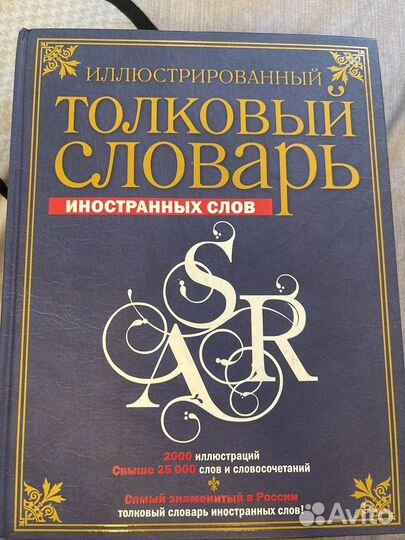 ИЛЛЮСТРИРОВАННЫЙ
ТОЛКОВЫЙ
СЛОВАРЬ
ИНОСТРАННЫХ СЛОВ
S
A R
2000 иллюстраций
Свыше 25 000 слов и словосочетаний
Самый знаменитый в России
толковый словарь иностранных слов!
Avito